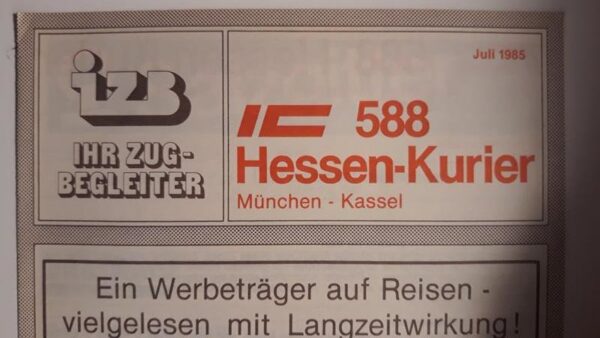 Juli 1985
izb
IHR ZUG-
BEGLEITER
IC 588
Hessen-Kurier
München - Kassel
Ein Werbeträger auf Reisen -
vielgelesen mit Langzeitwirkung!